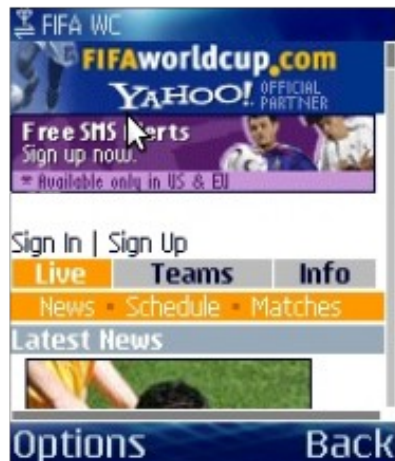 FIFA WC
FIFAworldcup.com
YAHOO! OFFICIAL PARTNER
Free SMS Alerts
Sign up now.
* Available only in US & EU
Sign In | Sign Up
Live Teams Info
News • Schedule • Matches
Latest News
Options Back